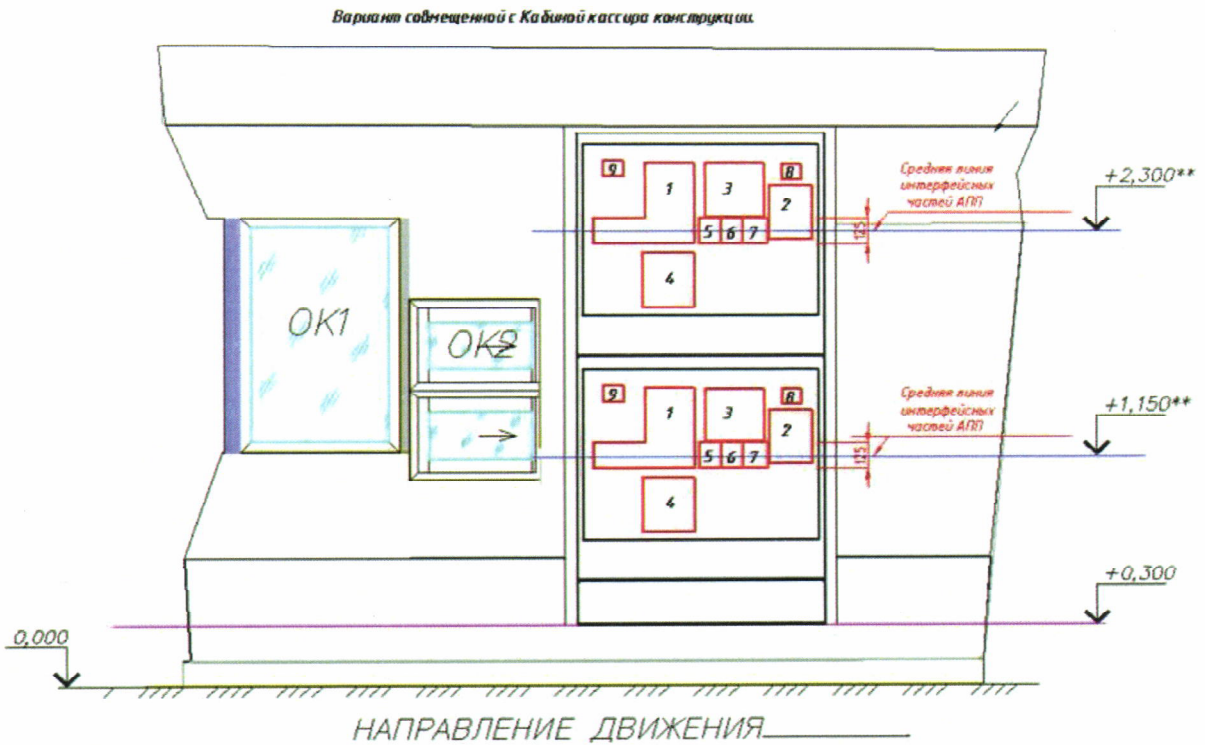 Вариант совмещенной с Кабиной кассира конструкции.
9
1
3
8
2
5 6 7
4
Средняя линия
интерфейсных
частей АПП
125
+2,300**
ОК1
ОК2
9
1
3
8
2
5 6 7
4
Средняя линия
интерфейсных
частей АПП
125
+1,150**
+0,300
0,000
НАПРАВЛЕНИЕ ДВИЖЕНИЯ